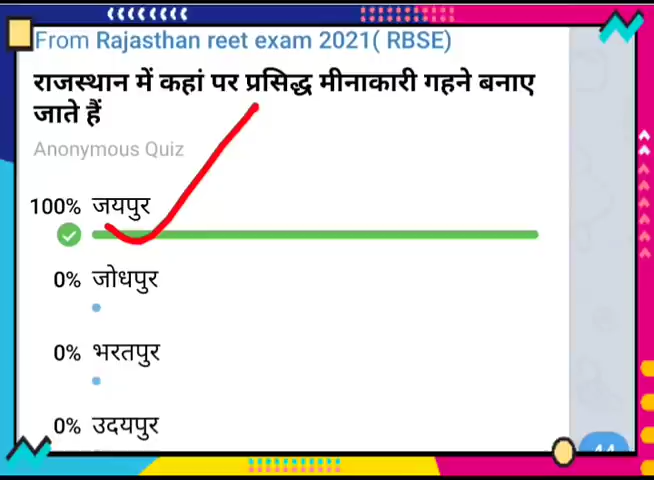 From Rajasthan reet exam 2021( RBSE)
राजस्थान में कहां पर प्रसिद्ध मीनाकारी गहने बनाए
जाते हैं
Anonymous Quiz
100% जयपुर
0% जोधपुर
0% भरतपुर
0% उदयपुर